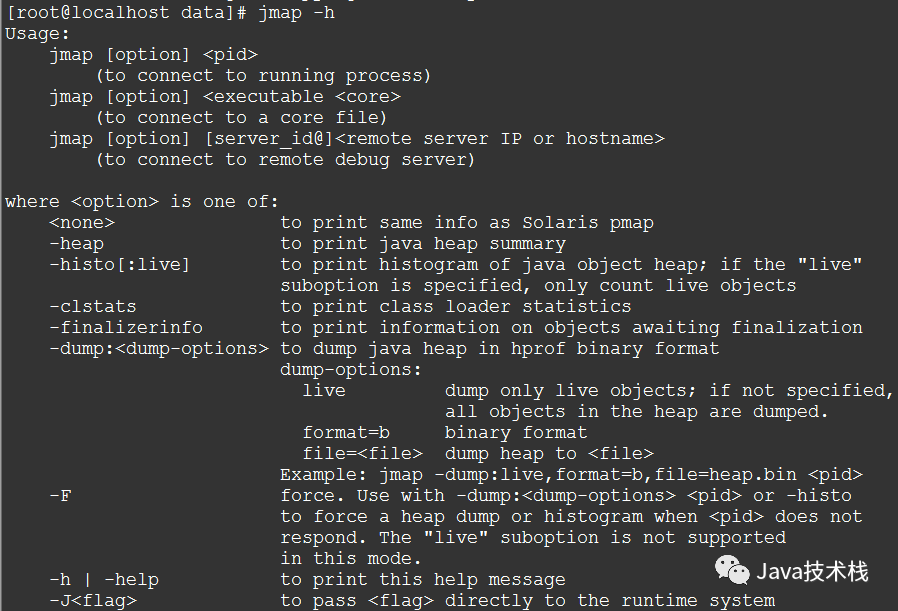 [root@localhost data]# jmap -h
Usage:
    jmap [option] <pid>
        (to connect to running process)
    jmap [option] <executable <core>
        (to connect to a core file)
    jmap [option] [server_id@]<remote server IP or hostname>
        (to connect to remote debug server)

where <option> is one of:
    <none>               to print same info as Solaris pmap
    -heap                to print java heap summary
    -histo[:live]        to print histogram of java object heap; if the "live"
                         suboption is specified, only count live objects
    -clstats             to print class loader statistics
    -finalizerinfo       to print information on objects awaiting finalization
    -dump:<dump-options> to dump java heap in hprof binary format
                         dump-options:
                           live         dump only live objects; if not specified,
                                        all objects in the heap are dumped.
                           format=b     binary format
                           file=<file>  dump heap to <file>
                         Example: jmap -dump:live,format=b,file=heap.bin <pid>
    -F                   force. Use with -dump:<dump-options> <pid> or -histo
                         to force a heap dump or histogram when <pid> does not
                         respond. The "live" suboption is not supported
                         in this mode.
    -h | -help           to print this help message
    -J<flag>             to pass <flag> directly to the runtime system
Java技术栈